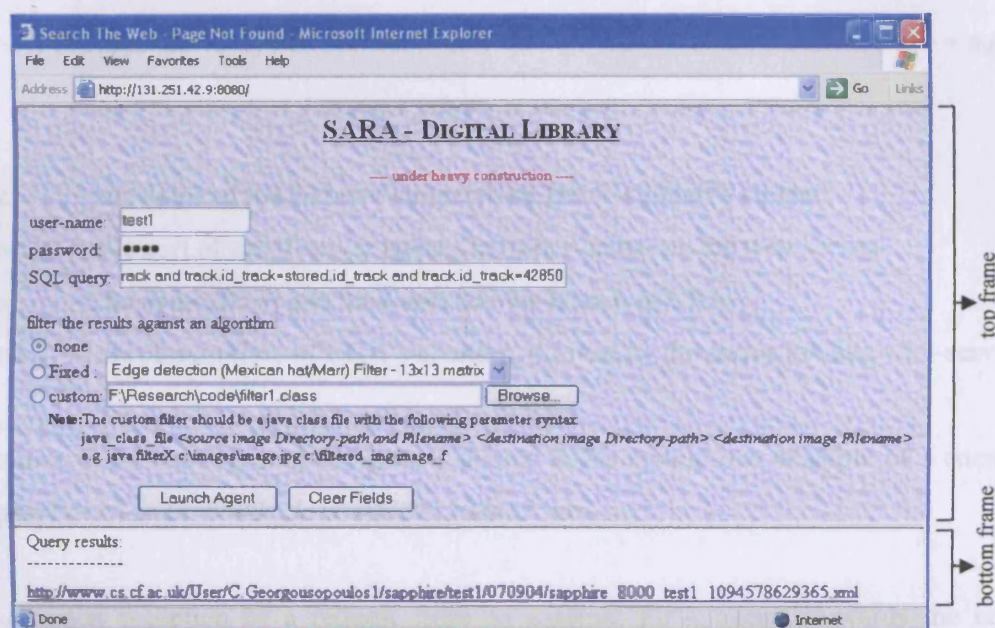 Search The Web - Page Not Found - Microsoft Internet Explorer
File Edit View Favorites Tools Help
Address http://131.251.42.9:8080/ Go Links
SARA - DIGITAL LIBRARY
---- under heavy construction ----
user-name: test1
password: ●●●●
SQL query: rack and track.id_track=stored.id_track and track.id_track=42850
filter the results against an algorithm
none
Fixed : Edge detection (Mexican hat/Marr) Filter - 13x13 matrix
custom: F:\Research\code\filter1.class Browse...
Note:The custom filter should be a java class file with the following parameter syntax
java_class_file <source image Directory-path and Filename> <destination image Directory-path> <destination image Filename>
e.g. java filterX c:\images\image.jpg c:\filtered_img image_f
Launch Agent Clear Fields
Query results:
---------------
http://www.cs.cf.ac.uk/User/C.Georgousopoulos1/sapphire/test1/070904/sapphire_8000_test1_1094578629365.xml
Done Internet
top frame
bottom frame